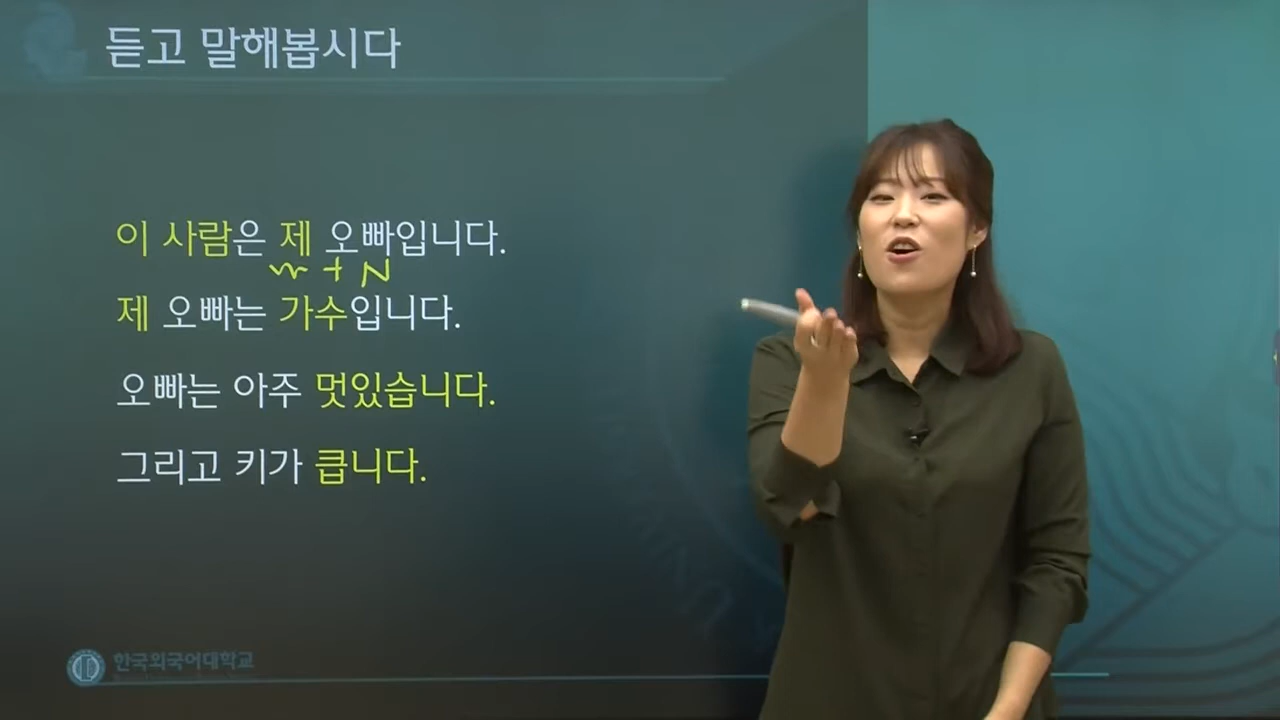 듣고 말해봅시다
이 사람은 제 오빠입니다.
+ N
제 오빠는 가수입니다.
오빠는 아주 멋있습니다.
그리고 키가 큽니다.
한국외국어대학교